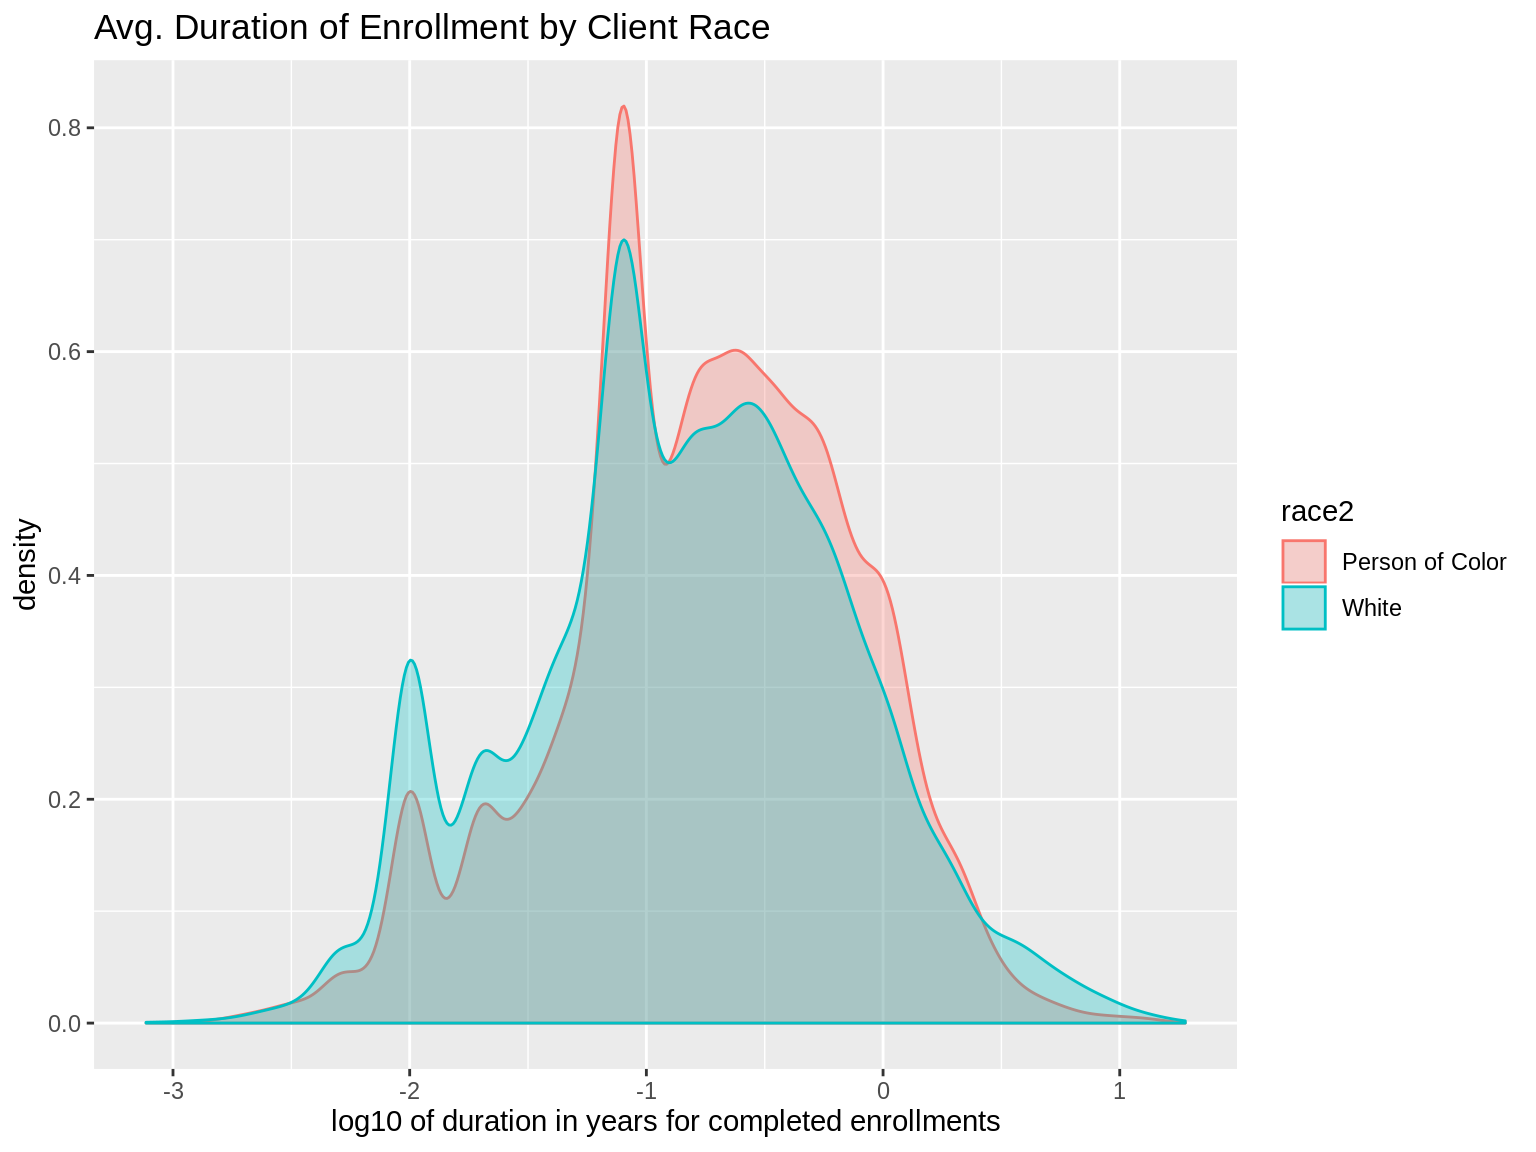 Avg. Duration of Enrollment by Client Race
0.8
0.6
0.4
0.2
0.0
density
-3 -2 -1 0 1
log10 of duration in years for completed enrollments
race2
Person of Color
White